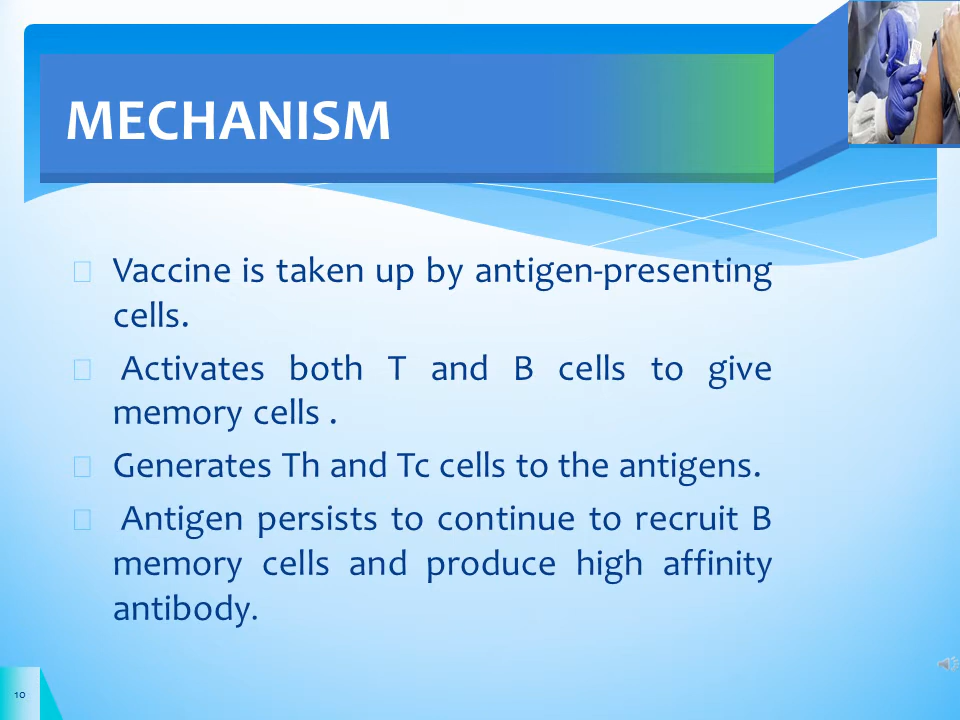 MECHANISM
Vaccine is taken up by antigen-presenting
cells.
Activates both T and B cells to give
memory cells .
Generates Th and Tc cells to the antigens.
Antigen persists to continue to recruit B
memory cells and produce high affinity
antibody.
10